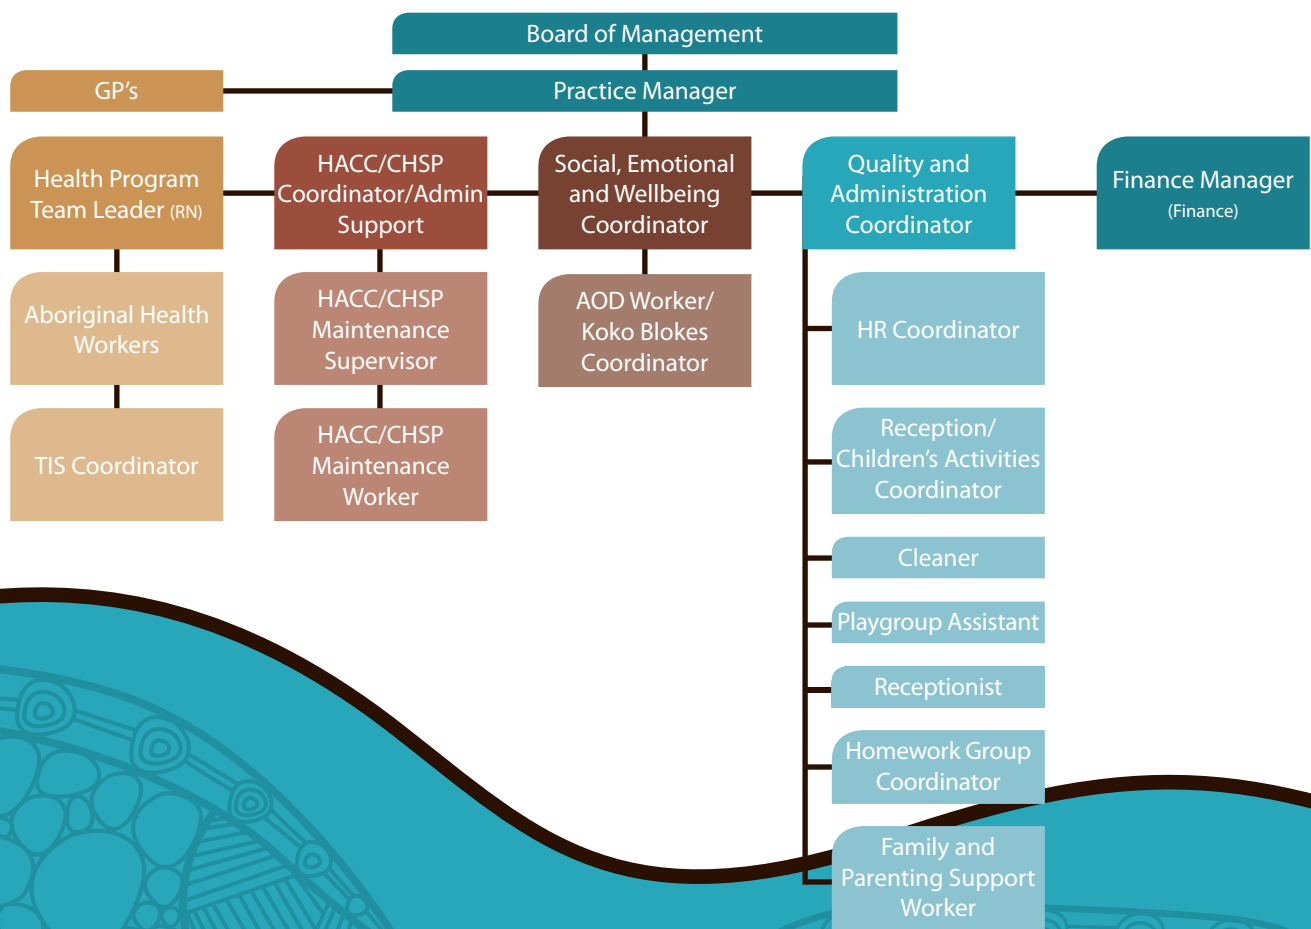 Board of Management
GP's
Practice Manager
Health Program
Team Leader (RN)
HACC/CHSP
Coordinator/Admin
Support
Social, Emotional
and Wellbeing
Coordinator
Quality and
Administration
Coordinator
Finance Manager
(Finance)
Aboriginal Health
Workers
HACC/CHSP
Maintenance
Supervisor
AOD Worker/
Koko Blokes
Coordinator
HR Coordinator
TIS Coordinator
HACC/CHSP
Maintenance
Worker
Reception/
Children's Activities
Coordinator
Cleaner
Playgroup Assistant
Receptionist
Homework Group
Coordinator
Family and
Parenting Support
Worker